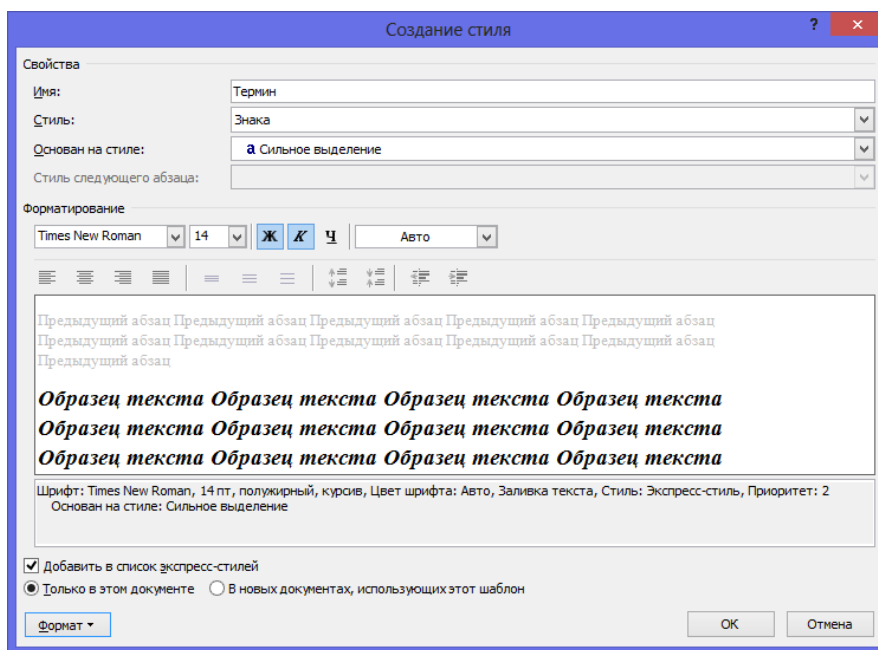 Создание стиля ?
Свойства
Имя: Термин
Стиль: Знака
Основан на стиле: а Сильное выделение
Стиль следующего абзаца:
Форматирование
Times New Roman 14 Ж К Ч Авто
Предыдущий абзац Предыдущий абзац Предыдущий абзац Предыдущий абзац Предыдущий абзац
Предыдущий абзац Предыдущий абзац Предыдущий абзац Предыдущий абзац Предыдущий абзац
Предыдущий абзац
Образец текста Образец текста Образец текста Образец текста
Образец текста Образец текста Образец текста Образец текста
Образец текста Образец текста Образец текста Образец текста
Шрифт: Times New Roman, 14 пт, полужирный, курсив, Цвет шрифта: Авто, Заливка текста, Стиль: Экспресс-стиль, Приоритет: 2
Основан на стиле: Сильное выделение
Добавить в список экспресс-стилей
Только в этом документе В новых документах, использующих этот шаблон
Формат ОК Отмена